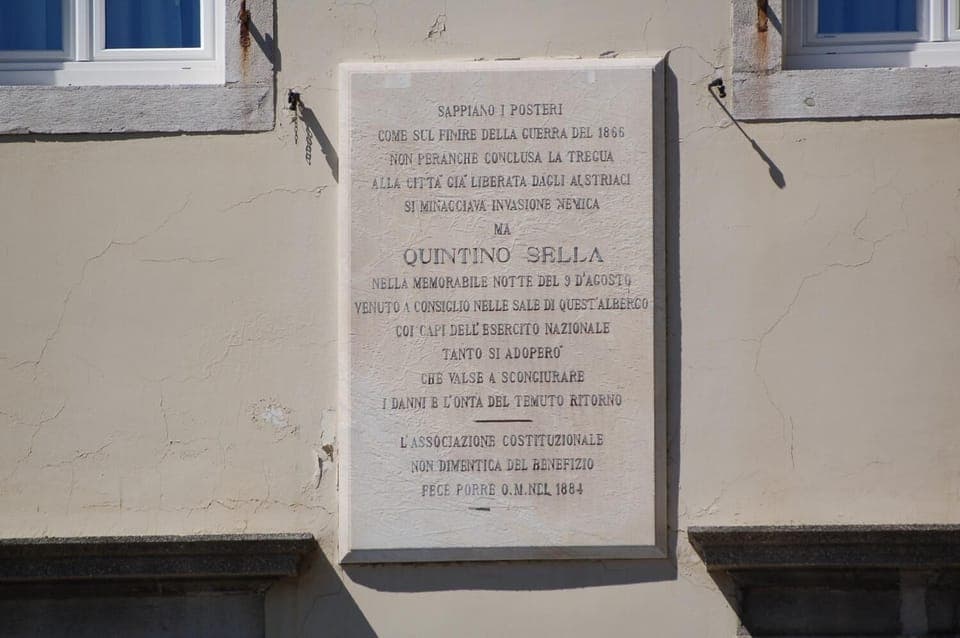 SAPPIANO I POSTERI
COME SUL FINIRE DELLA GUERRA DEL 1866
NON PERANCHE CONCLUSA LA TREGUA
ALLA CITTA' GIA' LIBERATA DAGLI AUSTRIACI
SI MINACCIAVA INVASIONE NEMICA
MA
QUINTINO SELLA
NELLA MEMORABILE NOTTE DEL 9 D'AGOSTO
VENUTO A CONSIGLIO NELLE SALE DI QUEST'ALBERGO
COI CAPI DELL'ESERCITO NAZIONALE
TANTO SI ADOPERO'
CHE VALSE A SCONGIURARE
I DANNI E L'ONTA DEL TEMUTO RITORNO
L'ASSOCIAZIONE COSTITUZIONALE
NON DIMENTICA DEL BENEFIZIO
FECE PORRE O.M. NEL 1884